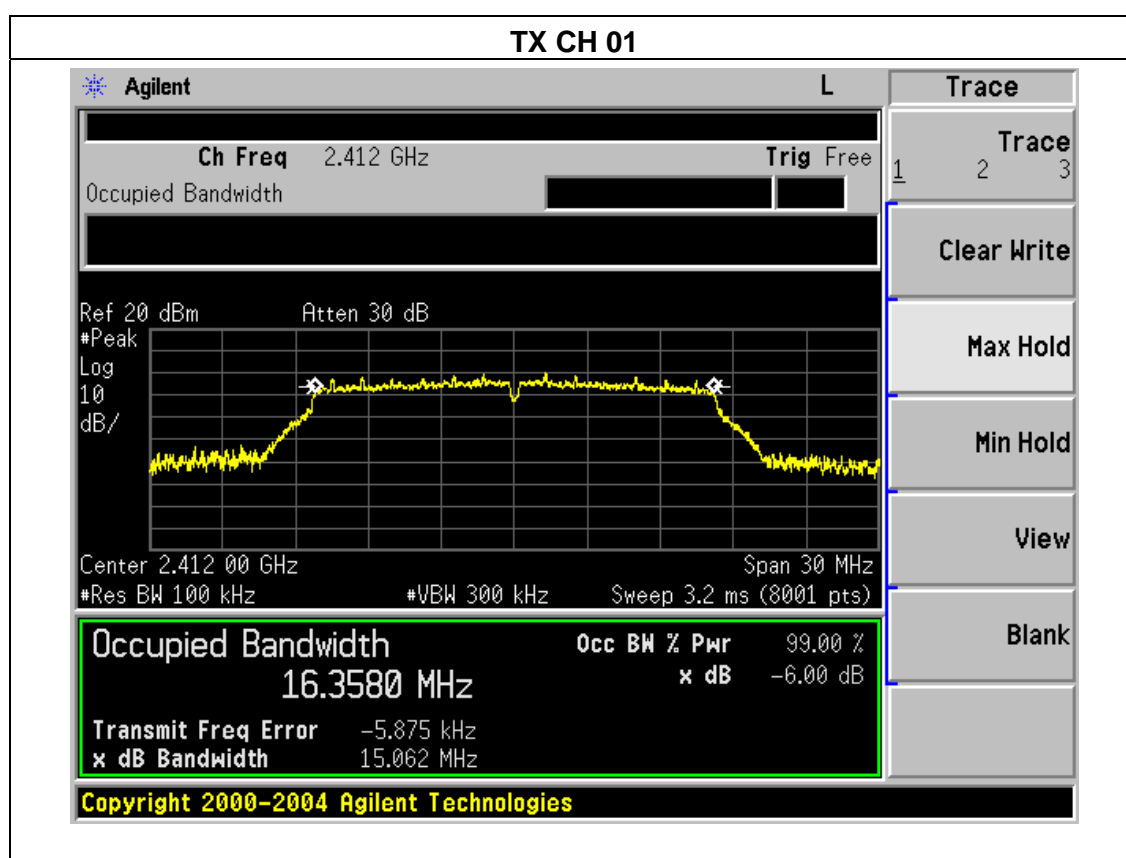 TX CH 01
Agilent L Trace
Ch Freq 2.412 GHz Trig Free
Occupied Bandwidth
Trace
1 2 3
Clear Write
Max Hold
Min Hold
View
Blank
Ref 20 dBm Atten 30 dB
#Peak
Log
10
dB/
Center 2.412 00 GHz Span 30 MHz
#Res BW 100 kHz #VBW 300 kHz Sweep 3.2 ms (8001 pts)
Occupied Bandwidth Occ BW % Pwr 99.00 %
16.3580 MHz x dB -6.00 dB
Transmit Freq Error -5.875 kHz
x dB Bandwidth 15.062 MHz
Copyright 2000-2004 Agilent Technologies